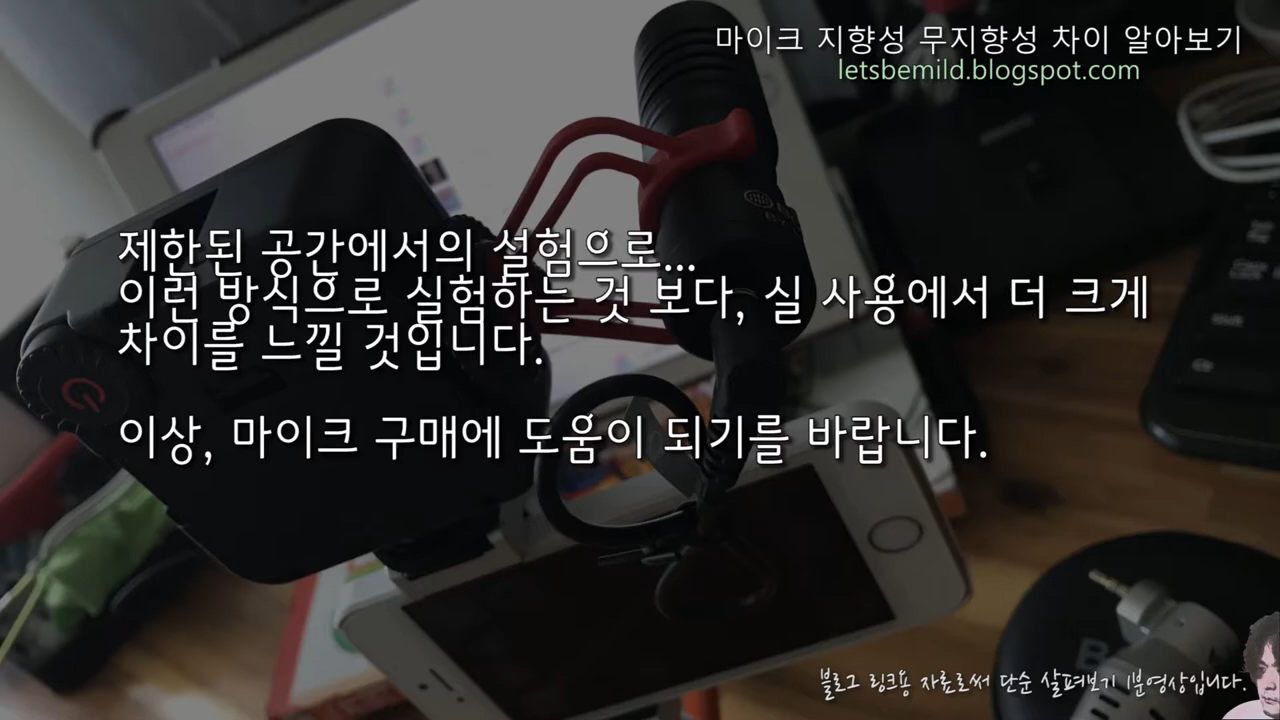 마이크 지향성 무지향성 차이 알아보기
letsbemild.blogspot.com
제한된 공간에서의 실험으로...
이런 방식으로 실험하는 것 보다, 실 사용에서 더 크게
차이를 느낄 것입니다.
이상, 마이크 구매에 도움이 되기를 바랍니다.
블로그 링크용 자료로써 단순 살펴보기 1분영상입니다.